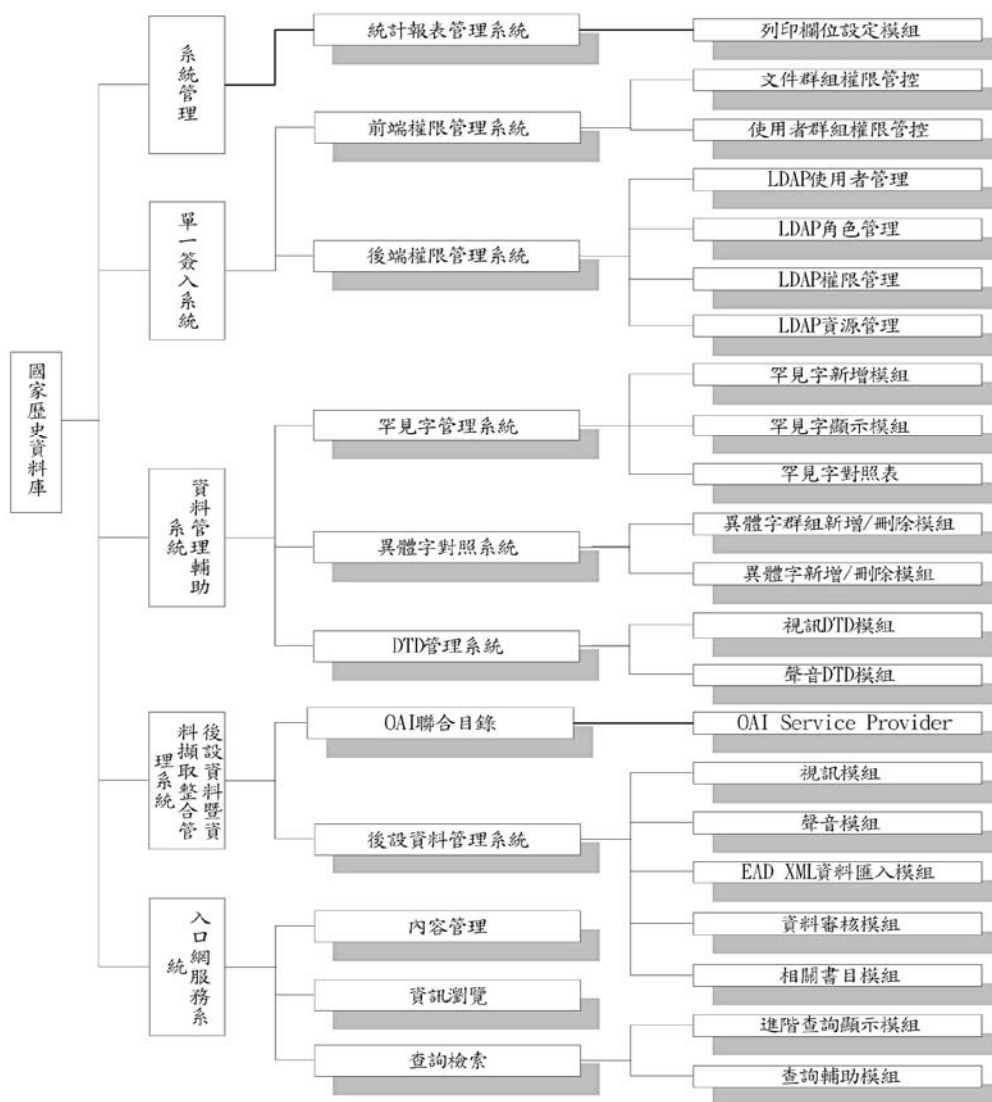 國家歷史資料庫
系統管理
統計報表管理系統
列印欄位設定模組
單一簽入系統
前端權限管理系統
文件群組權限管控
使用者群組權限管控
後端權限管理系統
LDAP使用者管理
LDAP角色管理
LDAP權限管理
LDAP資源管理
資料管理輔助
系統
罕見字管理系統
罕見字新增模組
罕見字顯示模組
罕見字對照表
異體字對照系統
異體字群組新增/刪除模組
異體字新增/刪除模組
DTD管理系統
視訊DTD模組
聲音DTD模組
後設資料暨資
料擷取整合管
理系統
OAI聯合目錄
OAI Service Provider
後設資料管理系統
視訊模組
聲音模組
EAD XML資料匯入模組
資料審核模組
相關書目模組
入口網服務系
統
內容管理
資訊瀏覽
查詢檢索
進階查詢顯示模組
查詢輔助模組